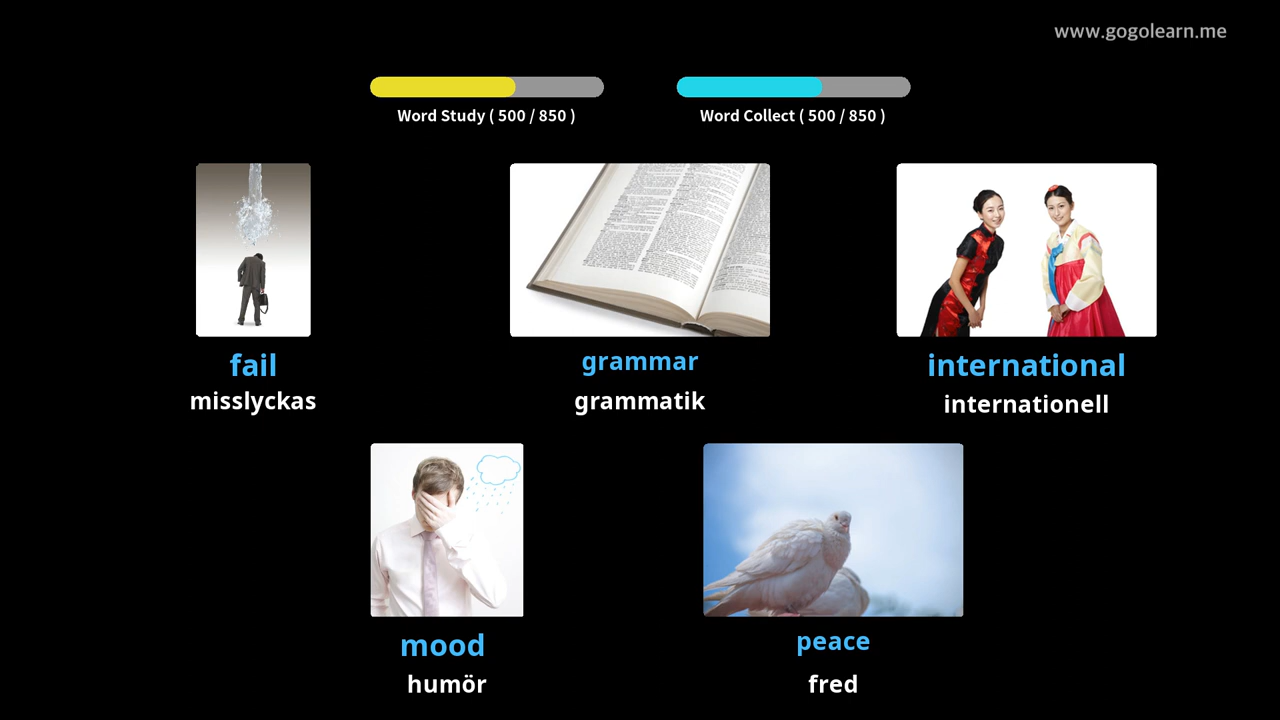 www.gogolearn.me
Word Study ( 500 / 850 )
Word Collect ( 500 / 850 )
fail
misslyckas
grammar
grammatik
international
internationell
mood
humör
peace
fred